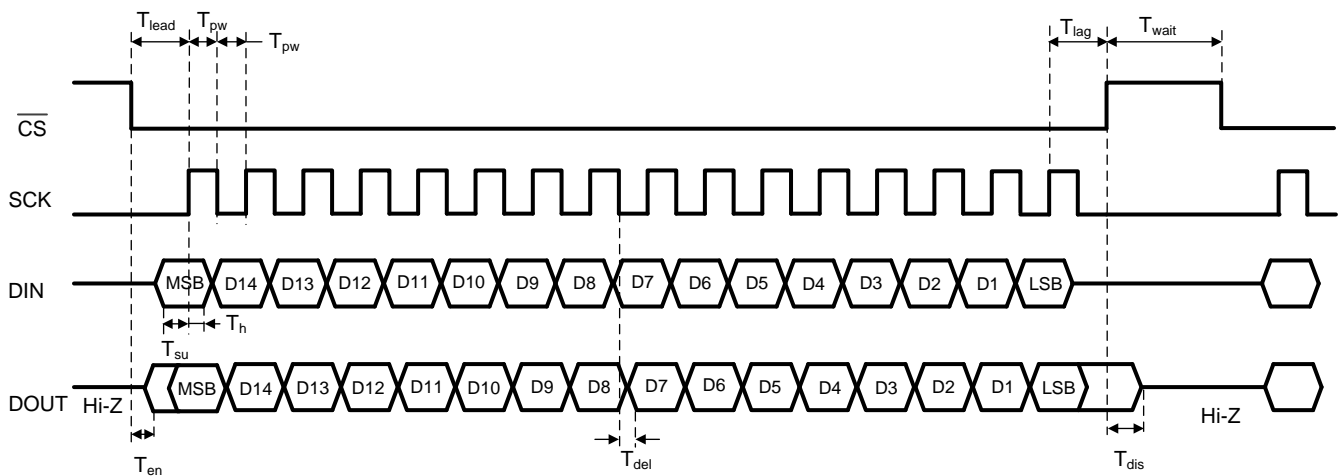 T_lead T_pw T_pw T_lag T_wait
CS
SCK
DIN MSB D14 D13 D12 D11 D10 D9 D8 D7 D6 D5 D4 D3 D2 D1 LSB
T_su T_h
DOUT Hi-Z MSB D14 D13 D12 D11 D10 D9 D8 D7 D6 D5 D4 D3 D2 D1 LSB Hi-Z
T_en T_del T_dis